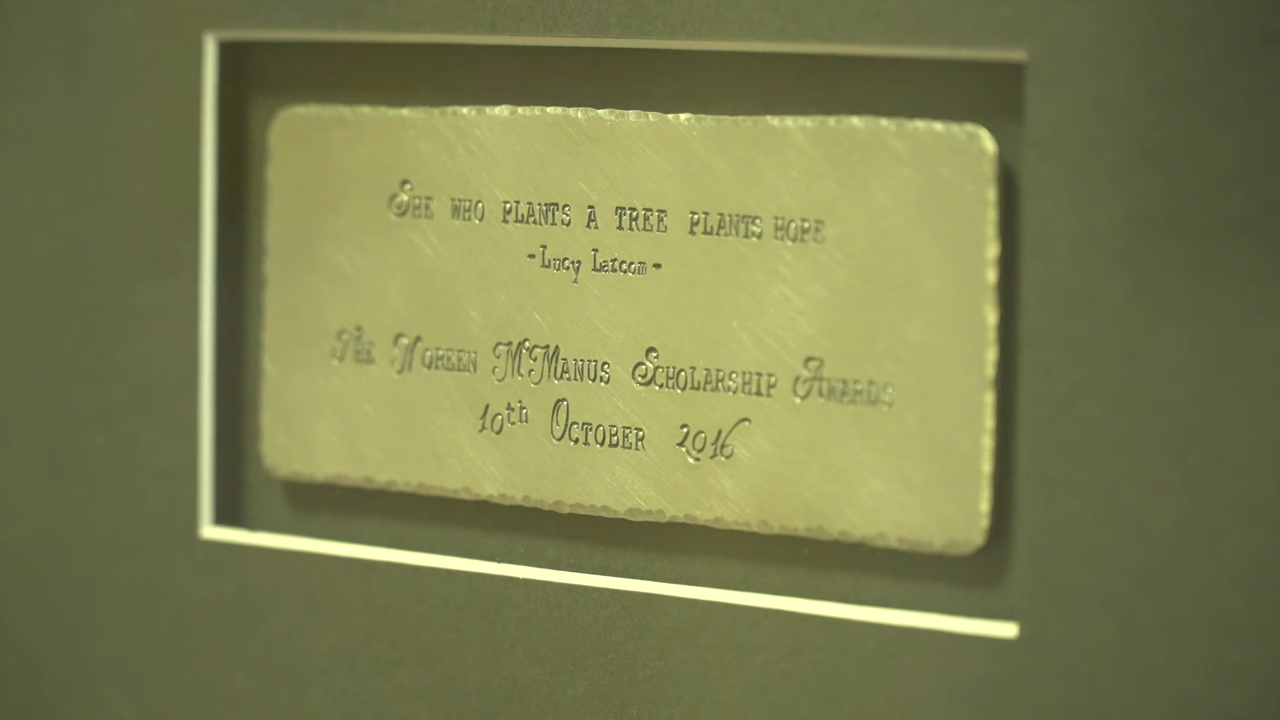 She who plants a tree plants hope
-Lucy Larcom-
The Noreen McManus Scholarship Awards
10th October 2016